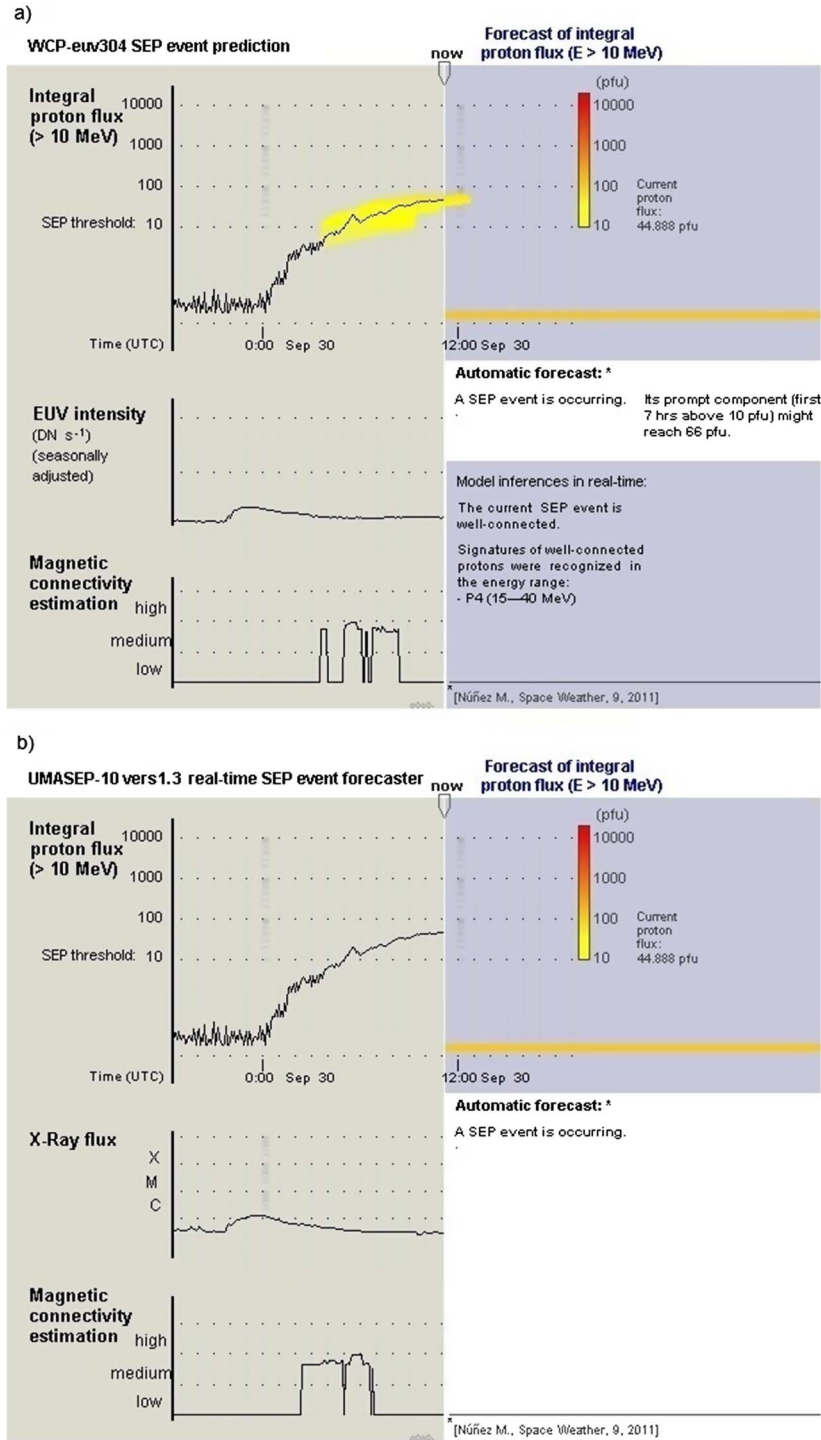 a)
WCP-euv304 SEP event prediction
now
Forecast of integral
proton flux (E > 10 MeV)
Integral
proton flux
(> 10 MeV)
10000
1000
100
SEP threshold: 10
(pfu)
10000
1000
100
10
Current
proton
flux:
44.888 pfu
Time (UTC)
0:00 Sep 30
12:00 Sep 30
Automatic forecast: *
A SEP event is occurring.
Its prompt component (first
7 hrs above 10 pfu) might
reach 66 pfu.
EUV intensity
(DN s-1)
(seasonally
adjusted)
Model inferences in real-time:
The current SEP event is
well-connected.
Signatures of well-connected
protons were recognized in
the energy range:
- P4 (15—40 MeV)
Magnetic
connectivity
estimation
high
medium
low
*
[Núñez M., Space Weather, 9, 2011]
b)
UMASEP-10 vers1.3 real-time SEP event forecaster
now
Forecast of integral
proton flux (E > 10 MeV)
Integral
proton flux
(> 10 MeV)
10000
1000
100
SEP threshold: 10
(pfu)
10000
1000
100
10
Current
proton
flux:
44.888 pfu
Time (UTC)
0:00 Sep 30
12:00 Sep 30
Automatic forecast: *
A SEP event is occurring.
X-Ray flux
X
M
C
Magnetic
connectivity
estimation
high
medium
low
*
[Núñez M., Space Weather, 9, 2011]